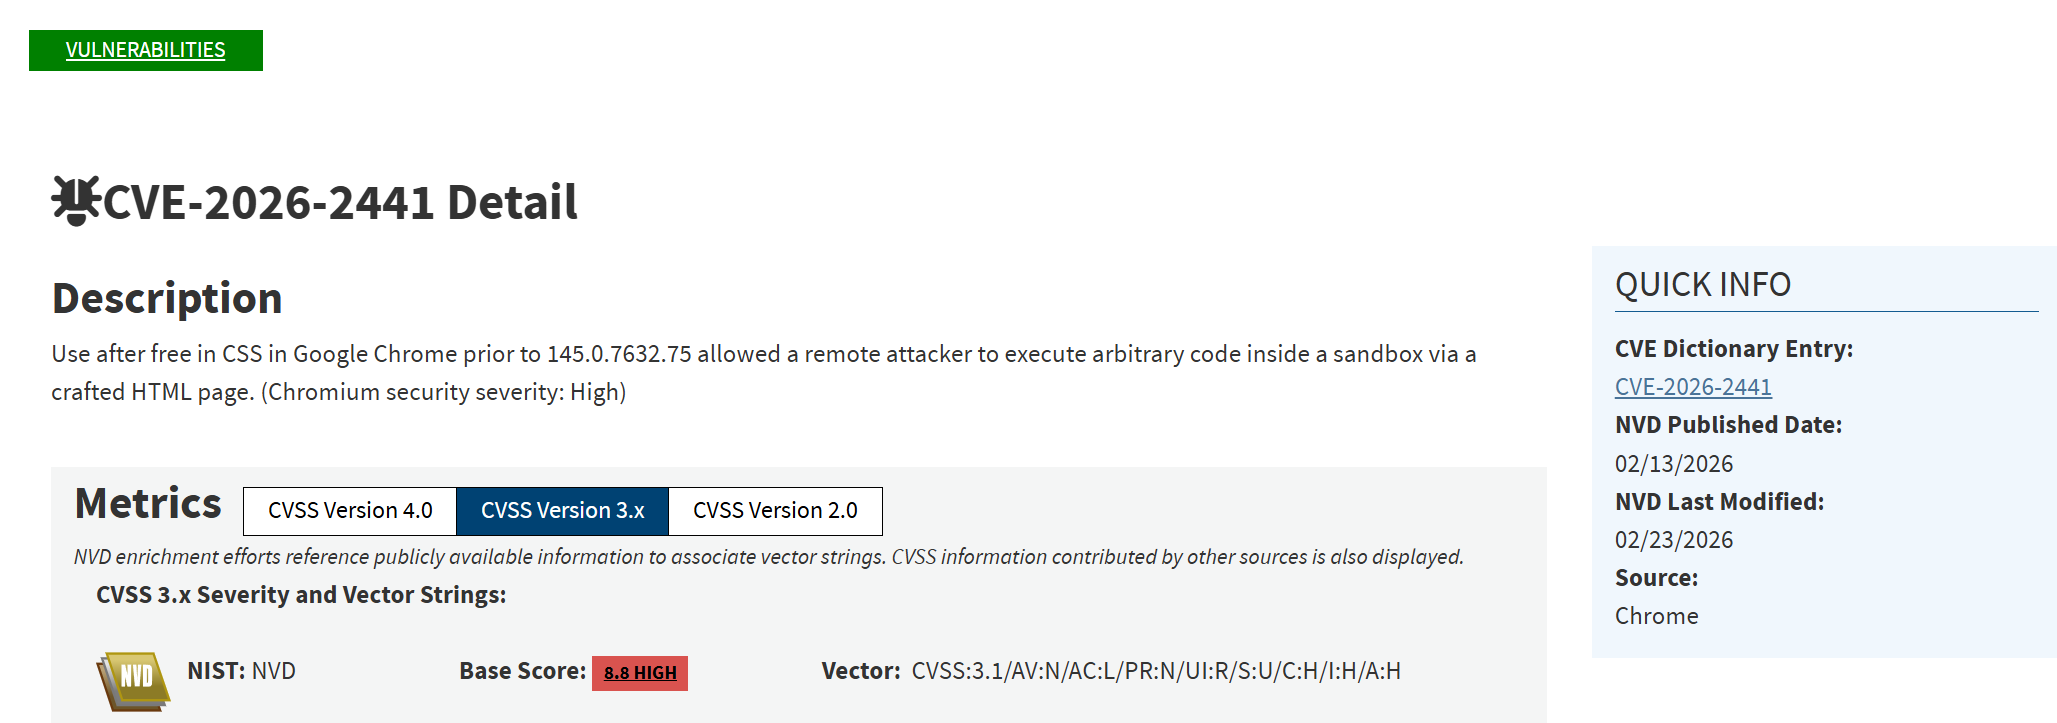 VULNERABILITIES
CVE-2026-2441 Detail
Description
Use after free in CSS in Google Chrome prior to 145.0.7632.75 allowed a remote attacker to execute arbitrary code inside a sandbox via a
crafted HTML page. (Chromium security severity: High)
Metrics
CVSS Version 4.0
CVSS Version 3.x
CVSS Version 2.0
NVD enrichment efforts reference publicly available information to associate vector strings. CVSS information contributed by other sources is also displayed.
CVSS 3.x Severity and Vector Strings:
NVD
NIST: NVD
Base Score: 8.8 HIGH
Vector: CVSS:3.1/AV:N/AC:L/PR:N/UI:R/S:U/C:H/I:H/A:H
QUICK INFO
CVE Dictionary Entry:
CVE-2026-2441
NVD Published Date:
02/13/2026
NVD Last Modified:
02/23/2026
Source:
Chrome